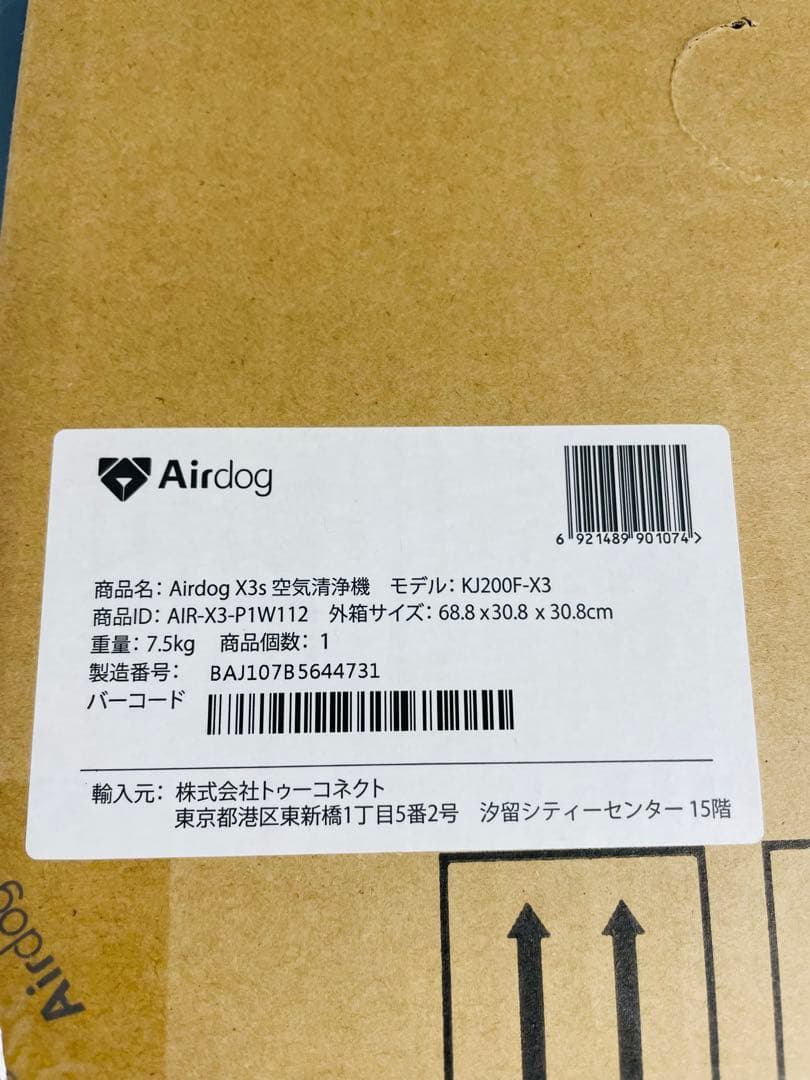 Airdog
6 921489 901074 >
商品名: Airdog X3s 空気清浄機 モデル: KJ200F-X3
商品ID: AIR-X3-P1W112 外箱サイズ: 68.8 x30.8 x 30.8cm
重量: 7.5kg 商品個数: 1
製造番号: BAJ107B5644731
バーコード
輸入元: 株式会社トゥーコネクト
東京都港区東新橋1丁目5番2号 汐留シティーセンター 15階
Airdog